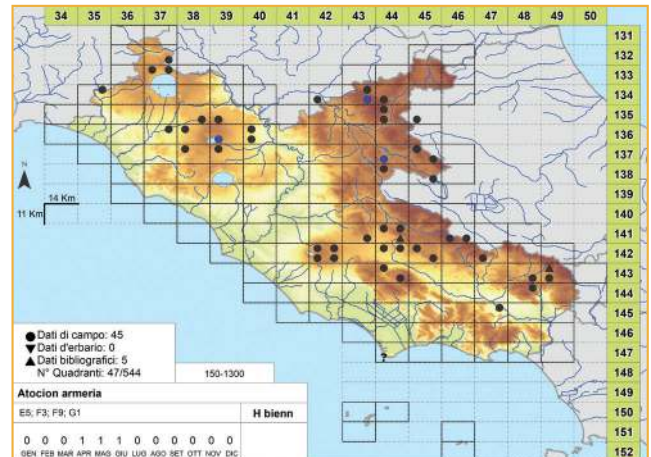 34 35 36 37 38 39 40 41 42 43 44 45 46 47 48 49 50
131
132
133
134
135
136
137
138
139
140
141
142
143
144
145
146
147
149
150
151
152
N
14 Km
11 Km
?
Dati di campo: 45
Dati d'erbario: 0
Dati bibliografici: 5
N° Quadranti: 47/544
150-1300
Atocion armeria
E5; F3; F9; G1
H bienn
0 0 0 1 1 1 0 0 0 0 0 0
GEN FEB MAR APR MAG GIU LUG AGO SET OTT NOV DIC